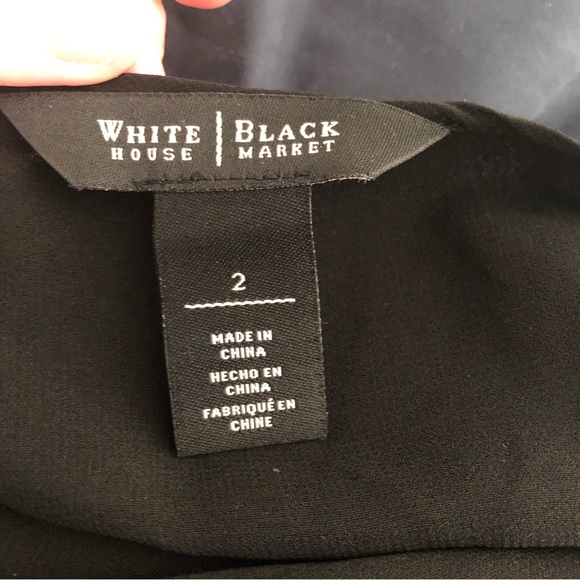 WHITE | BLACK
HOUSE | MARKET
2
MADE IN
CHINA
HECHO EN
CHINA
FABRIQUÉ EN
CHINE